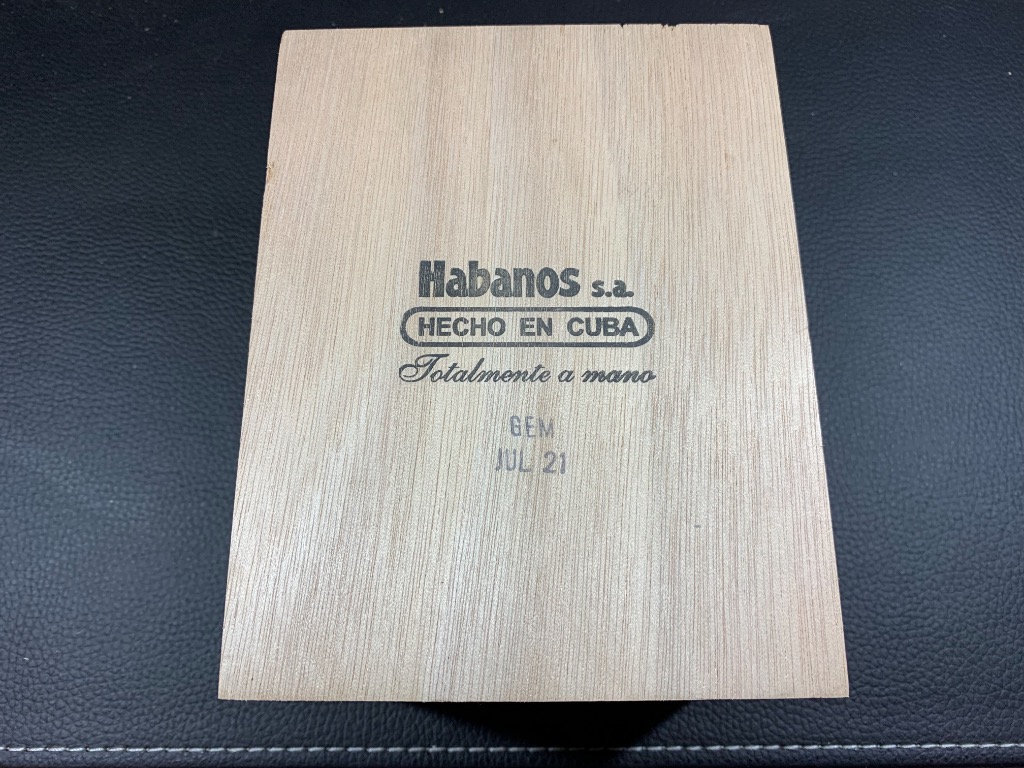 Habanos s.a.
HECHO EN CUBA
Totalmente a mano
GEM
JUL 21